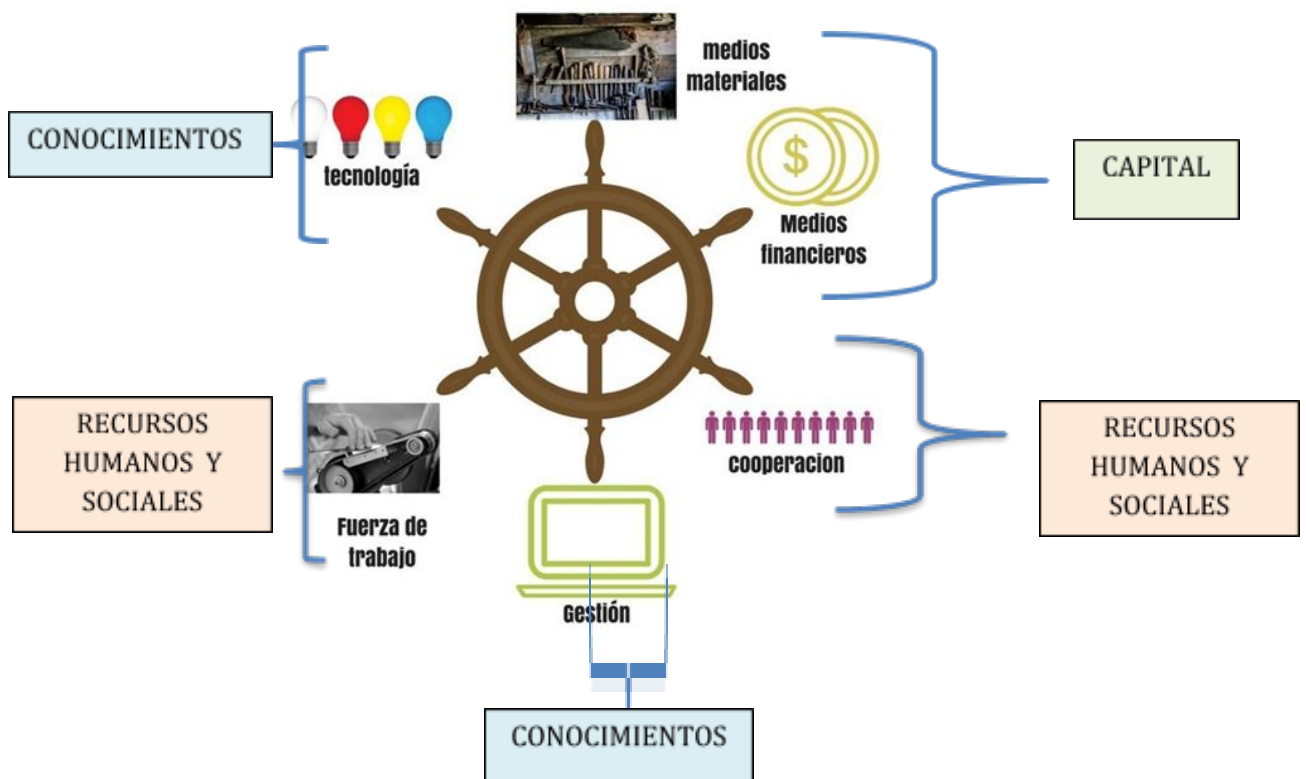 medios
materiales
CONOCIMIENTOS
tecnología
$
CAPITAL
Medios
financieros
RECURSOS
HUMANOS Y
SOCIALES
Fuerza de
trabajo
cooperacion
RECURSOS
HUMANOS Y
SOCIALES
Gestión
CONOCIMIENTOS